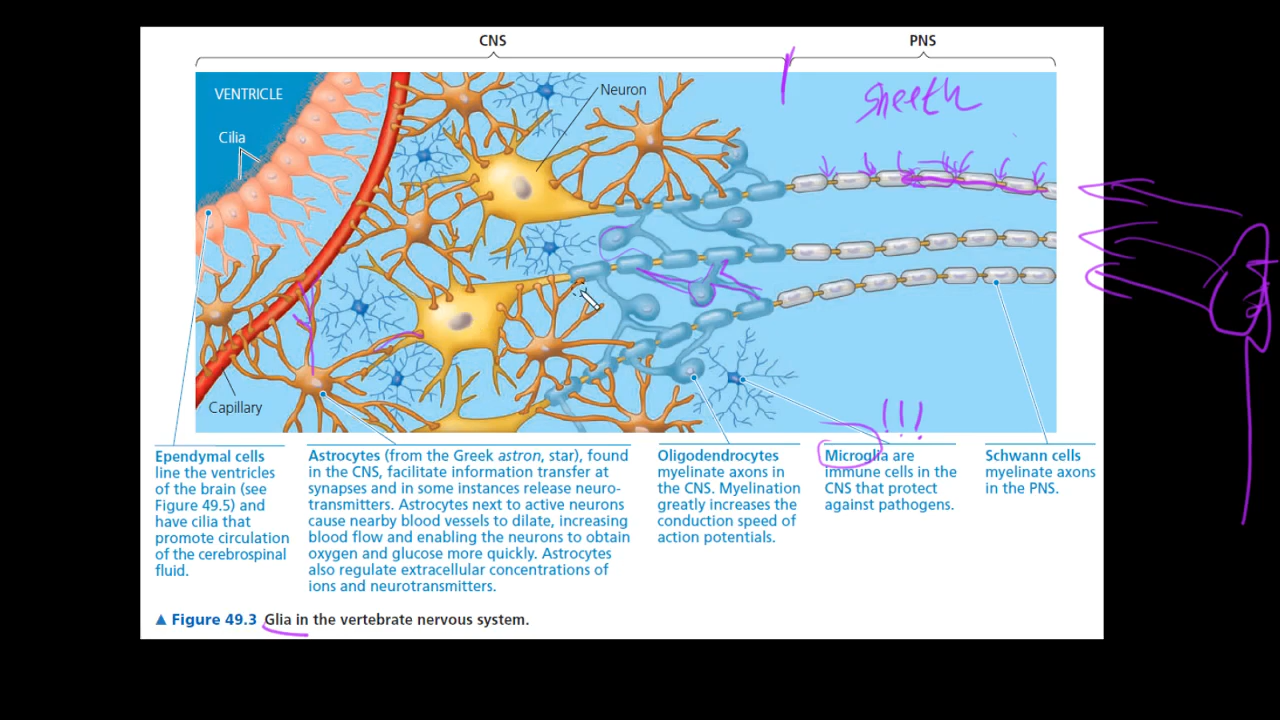 CNS
PNS
VENTRICLE
Neuron
sheeth
Cilia
Capillary
!!!
Ependymal cells
line the ventricles
of the brain (see
Figure 49.5) and
have cilia that
promote circulation
of the cerebrospinal
fluid.
Astrocytes (from the Greek astron, star), found
in the CNS, facilitate information transfer at
synapses and in some instances release neuro-
transmitters. Astrocytes next to active neurons
cause nearby blood vessels to dilate, increasing
blood flow and enabling the neurons to obtain
oxygen and glucose more quickly. Astrocytes
also regulate extracellular concentrations of
ions and neurotransmitters.
Oligodendrocytes
myelinate axons in
the CNS. Myelination
greatly increases the
conduction speed of
action potentials.
Microglia are
immune cells in the
CNS that protect
against pathogens.
Schwann cells
myelinate axons
in the PNS.
▲ Figure 49.3 Glia in the vertebrate nervous system.